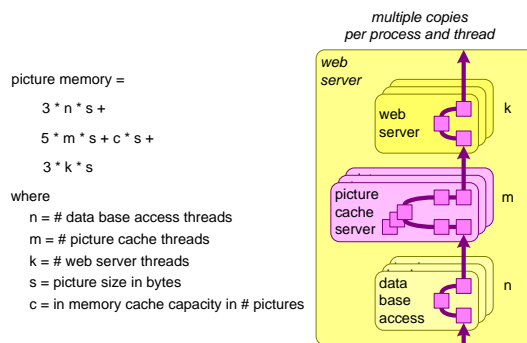 multiple copies
per process and thread
picture memory =
3 * n * s +
5 * m * s + c * s +
3 * k * s
where
n = # data base access threads
m = # picture cache threads
k = # web server threads
s = picture size in bytes
c = in memory cache capacity in # pictures
web
server
web
server
k
picture
cache
server
m
data
base
access
n